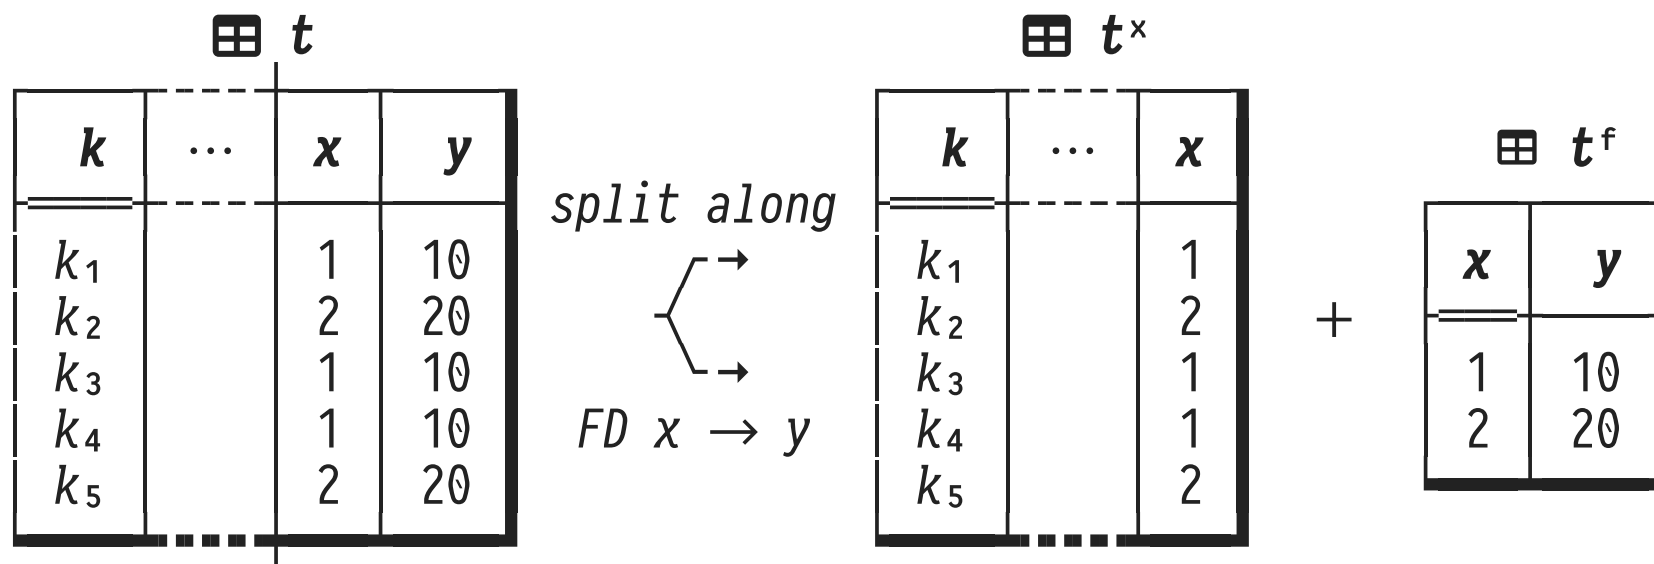 t
k ⋯ x y
k₁ 1 10
k₂ 2 20
k₃ 1 10
k₄ 1 10
k₅ 2 20
split along
FD x → y
tˣ
k ⋯ x
k₁ 1
k₂ 2
k₃ 1
k₄ 1
k₅ 2
+
tᶠ
x y
1 10
2 20